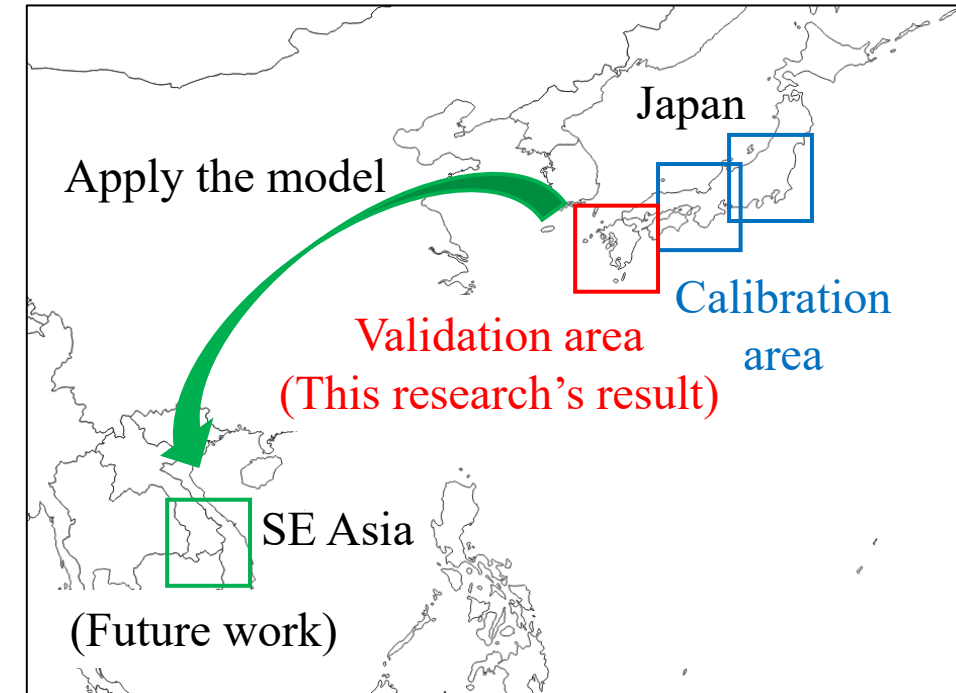 Japan
Apply the model
Calibration
area
Validation area
(This research's result)
SE Asia
(Future work)